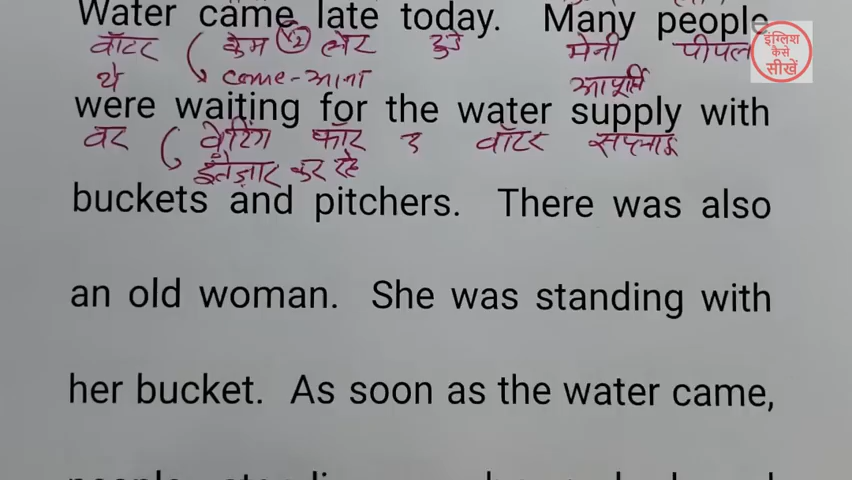 Water came late today. Many people
वॉटर केम V2 लेट टुडे मेनी पीपल
थे come-आना आपूर्ति
were waiting for the water supply with
वर वेटिंग फॉर द वॉटर सप्लाई
इंतज़ार कर रहे
buckets and pitchers. There was also
an old woman. She was standing with
her bucket. As soon as the water came,
इंग्लिश
कैसे
सीखें